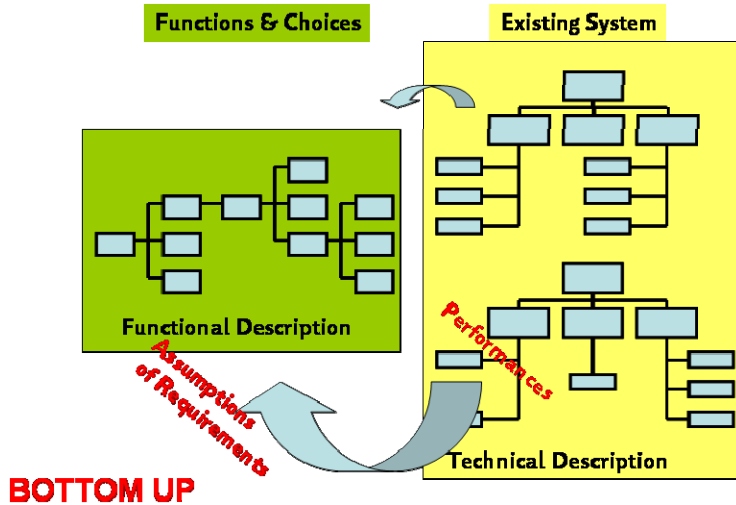 Functions & Choices
Existing System
Functional Description
Performances
Assumptions
of Requirements
Technical Description
BOTTOM UP